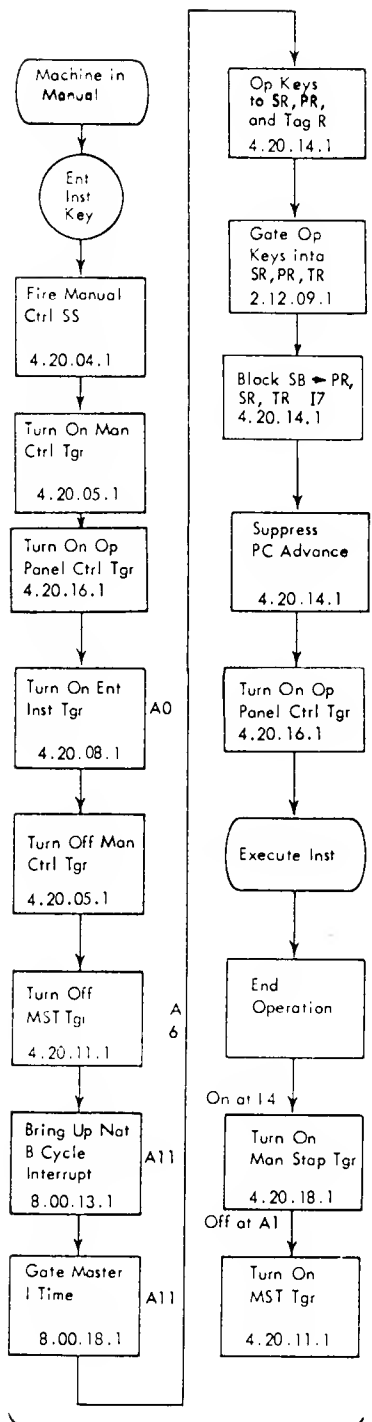 Machine in
Manual
Ent
Inst
Key
Fire Manual
Ctrl SS
4.20.04.1
Turn On Man
Ctrl Tgr
4.20.05.1
Turn On Op
Panel Ctrl Tgr
4.20.16.1
Turn On Ent
Inst Tgr
4.20.08.1
A0
Turn Off Man
Ctrl Tgr
4.20.05.1
Turn Off
MST Tgr
4.20.11.1
Bring Up Nat
B Cycle
Interrupt
8.00.13.1
A11
Gate Master
I Time
8.00.18.1
A11
A
6
Op Keys
to SR, PR,
and Tag R
4.20.14.1
Gate Op
Keys inta
SR, PR, TR
2.12.09.1
Block SB → PR,
SR, TR I7
4.20.14.1
Suppress
PC Advance
4.20.14.1
Turn On Op
Panel Ctrl Tgr
4.20.16.1
Execute Inst
End
Operation
On at I4
Turn On
Man Stap Tgr
4.20.18.1
Off at A1
Turn On
MST Tgr
4.20.11.1